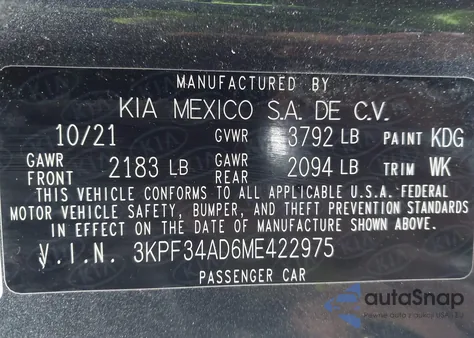 MANUFACTURED BY
KIA MEXICO S.A. DE C.V.
10/21 GVWR 3792 LB PAINT KDG
GAWR FRONT 2183 LB GAWR REAR 2094 LB TRIM WK
THIS VEHICLE CONFORMS TO ALL APPLICABLE U.S.A. FEDERAL
MOTOR VEHICLE SAFETY, BUMPER, AND THEFT PREVENTION STANDARDS
IN EFFECT ON THE DATE OF MANUFACTURE SHOWN ABOVE.
V.I.N. 3KPF34AD6ME422975
PASSENGER CAR
autoSnap